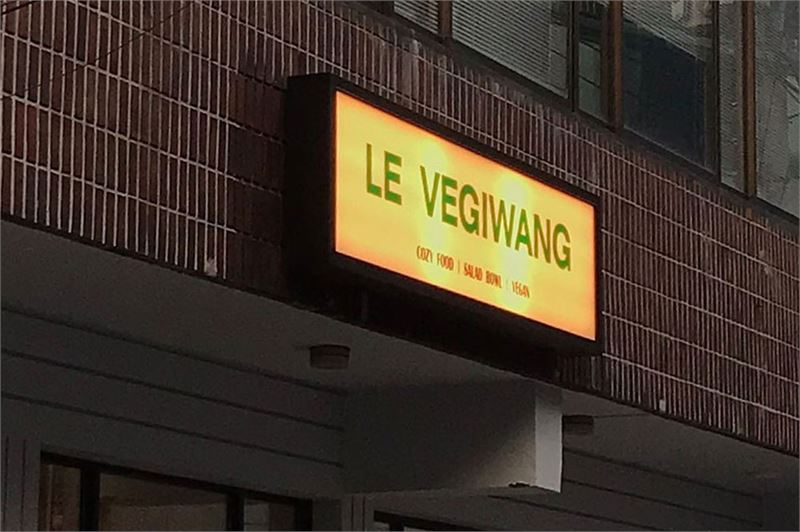 LE VEGIWANG
COZY FOOD | SALAD BOWL | VEGAN